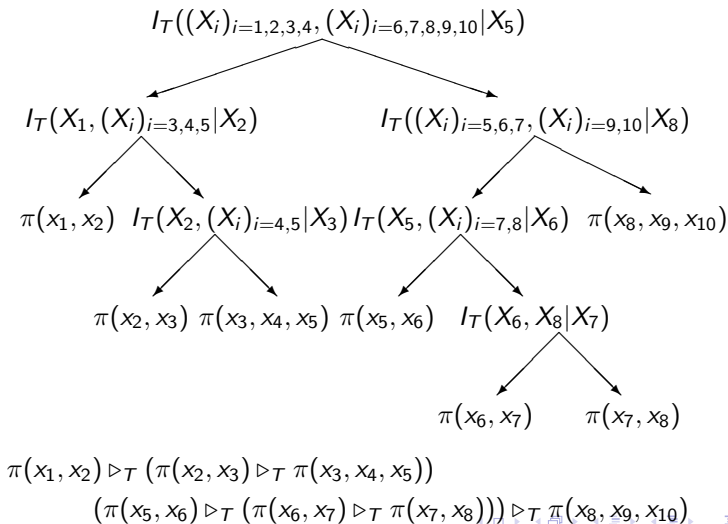 I_T((X_i)_{i=1,2,3,4}, (X_i)_{i=6,7,8,9,10}|X_5)
I_T(X_1, (X_i)_{i=3,4,5}|X_2) I_T((X_i)_{i=5,6,7}, (X_i)_{i=9,10}|X_8)
π(x_1, x_2) I_T(X_2, (X_i)_{i=4,5}|X_3) I_T(X_5, (X_i)_{i=7,8}|X_6) π(x_8, x_9, x_{10})
π(x_2, x_3) π(x_3, x_4, x_5) π(x_5, x_6) I_T(X_6, X_8|X_7)
π(x_6, x_7) π(x_7, x_8)
π(x_1, x_2) ▷_T (π(x_2, x_3) ▷_T π(x_3, x_4, x_5))
(π(x_5, x_6) ▷_T (π(x_6, x_7) ▷_T π(x_7, x_8))) ▷_T π(x_8, x_9, x_{10})